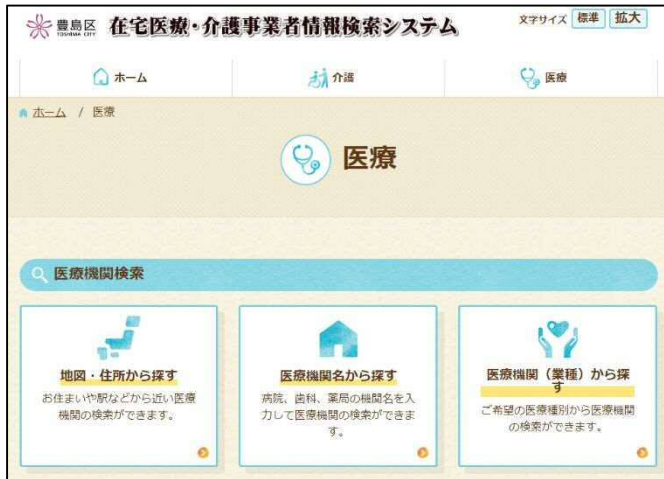 豊島区
TOSHIMA CITY
在宅医療・介護事業者情報検索システム
文字サイズ 標準 拡大
ホーム 介護 医療
ホーム / 医療
医療
医療機関検索
地図・住所から探す
お住まいや駅などから近い医療
機関の検索ができます。
医療機関名から探す
病院、歯科、薬局の機関名を入
力して医療機関の検索ができま
す。
医療機関（業種）から探
す
ご希望の医療種別から医療機関
の検索ができます。